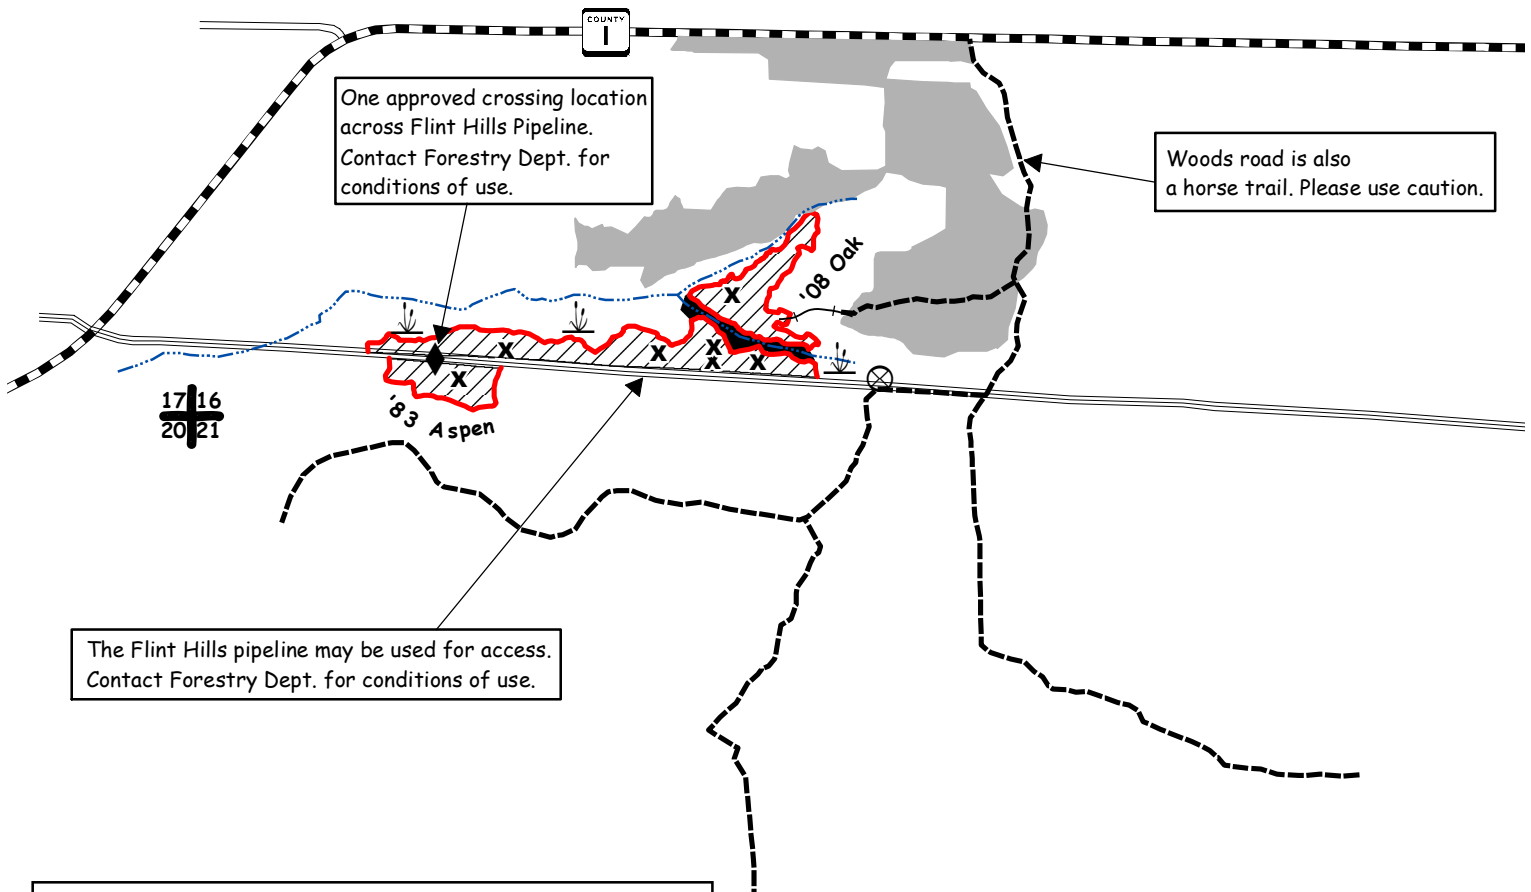 COUNTY
I
One approved crossing location
across Flint Hills Pipeline.
Contact Forestry Dept. for
conditions of use.
Woods road is also
a horse trail. Please use caution.
'08 Oak
X
X
X
X
X
X
X
17 16
20 21
'83 Aspen
The Flint Hills pipeline may be used for access.
Contact Forestry Dept. for conditions of use.